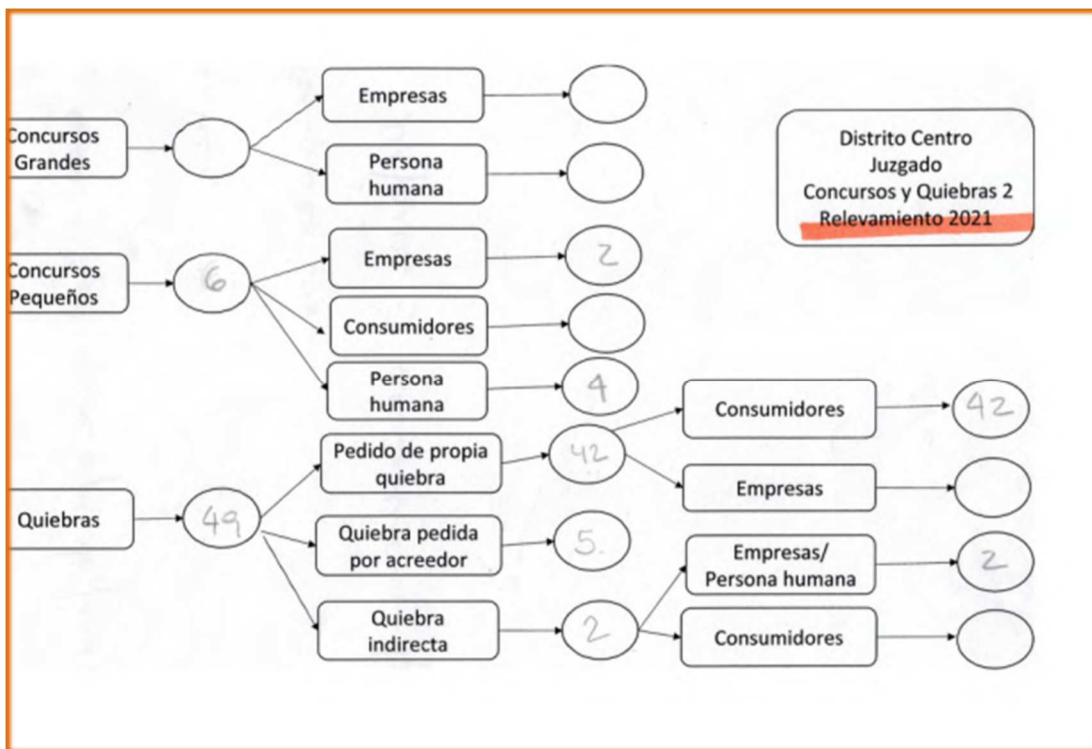 Empresas
Concursos
Grandes
Persona
humana
Distrito Centro
Juzgado
Concursos y Quiebras 2
Relevamiento 2021
Concursos
Pequeños
6
Empresas
2
Consumidores
Persona
humana
4
Quiebras
49
Pedido de propia
quiebra
42
Consumidores
42
Empresas
Quiebra pedida
por acreedor
5.
Quiebra
indirecta
2
Empresas/
Persona humana
2
Consumidores